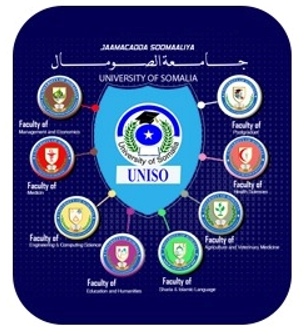 JAAMACADDA SOOMAALIYA
جـــامـعـة الصـومـــال
UNIVERSITY OF SOMALIA
University of Somalia
UNISO
Faculty of
Management and Economics
Faculty of
Postgraduate
Faculty of
Medicin
Faculty of
Health Sciences
Faculty of
Engineering & Computing Science
Faculty of
Agriculture and Veterinary Medicine
Faculty of
Education and Humanities
Faculty of
Sharia & Islamic Language